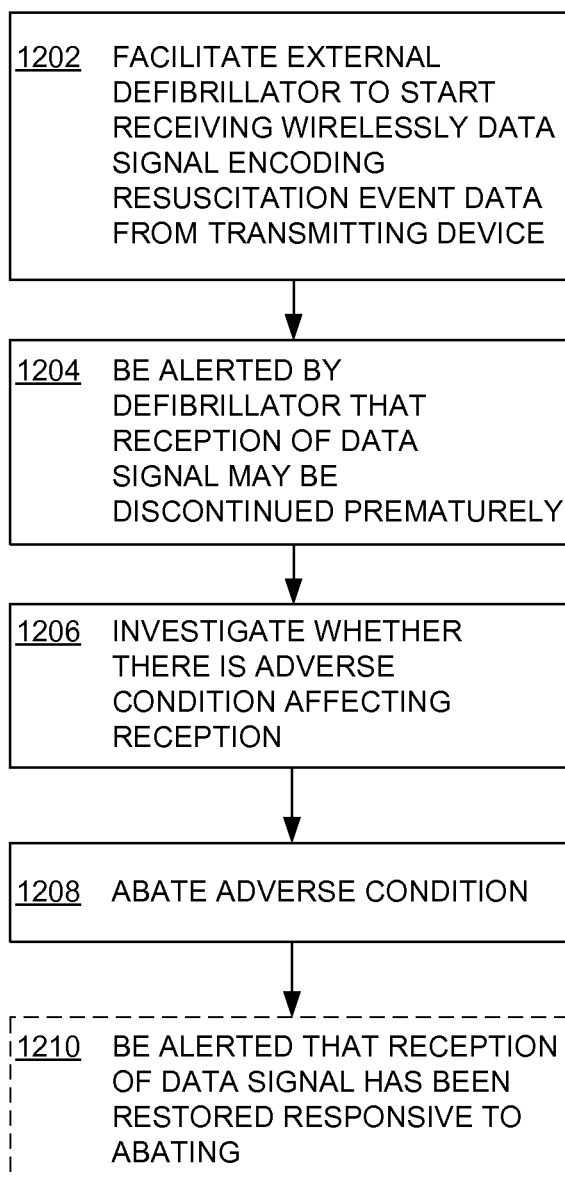 1202 FACILITATE EXTERNAL
DEFIBRILLATOR TO START
RECEIVING WIRELESSLY DATA
SIGNAL ENCODING
RESUSCITATION EVENT DATA
FROM TRANSMITTING DEVICE
1204 BE ALERTED BY
DEFIBRILLATOR THAT
RECEPTION OF DATA
SIGNAL MAY BE
DISCONTINUED PREMATURELY
1206 INVESTIGATE WHETHER
THERE IS ADVERSE
CONDITION AFFECTING
RECEPTION
1208 ABATE ADVERSE CONDITION
1210 BE ALERTED THAT RECEPTION
OF DATA SIGNAL HAS BEEN
RESTORED RESPONSIVE TO
ABATING